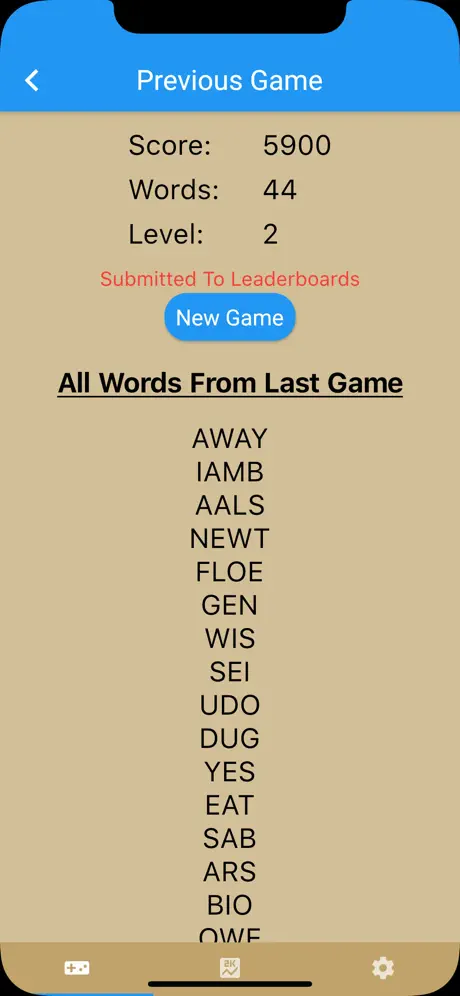 Previous Game
Score: 5900
Words: 44
Level: 2
Submitted To Leaderboards
New Game
All Words From Last Game
AWAY
IAMB
AALS
NEWT
FLOE
GEN
WIS
SEI
UDO
DUG
YES
EAT
SAB
ARS
BIO
OWE
2K